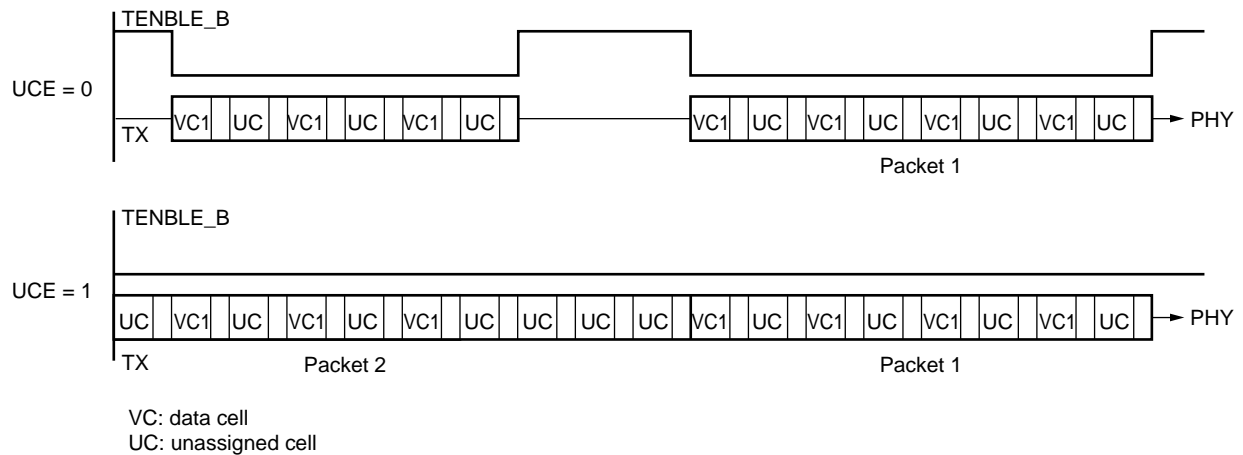 TENBLE_B
UCE = 0
TX VC1 UC VC1 UC VC1 UC VC1 UC VC1 UC VC1 UC VC1 UC PHY
Packet 1
TENBLE_B
UCE = 1
UC VC1 UC VC1 UC VC1 UC UC UC UC VC1 UC VC1 UC VC1 UC VC1 UC PHY
TX Packet 2 Packet 1
VC: data cell
UC: unassigned cell